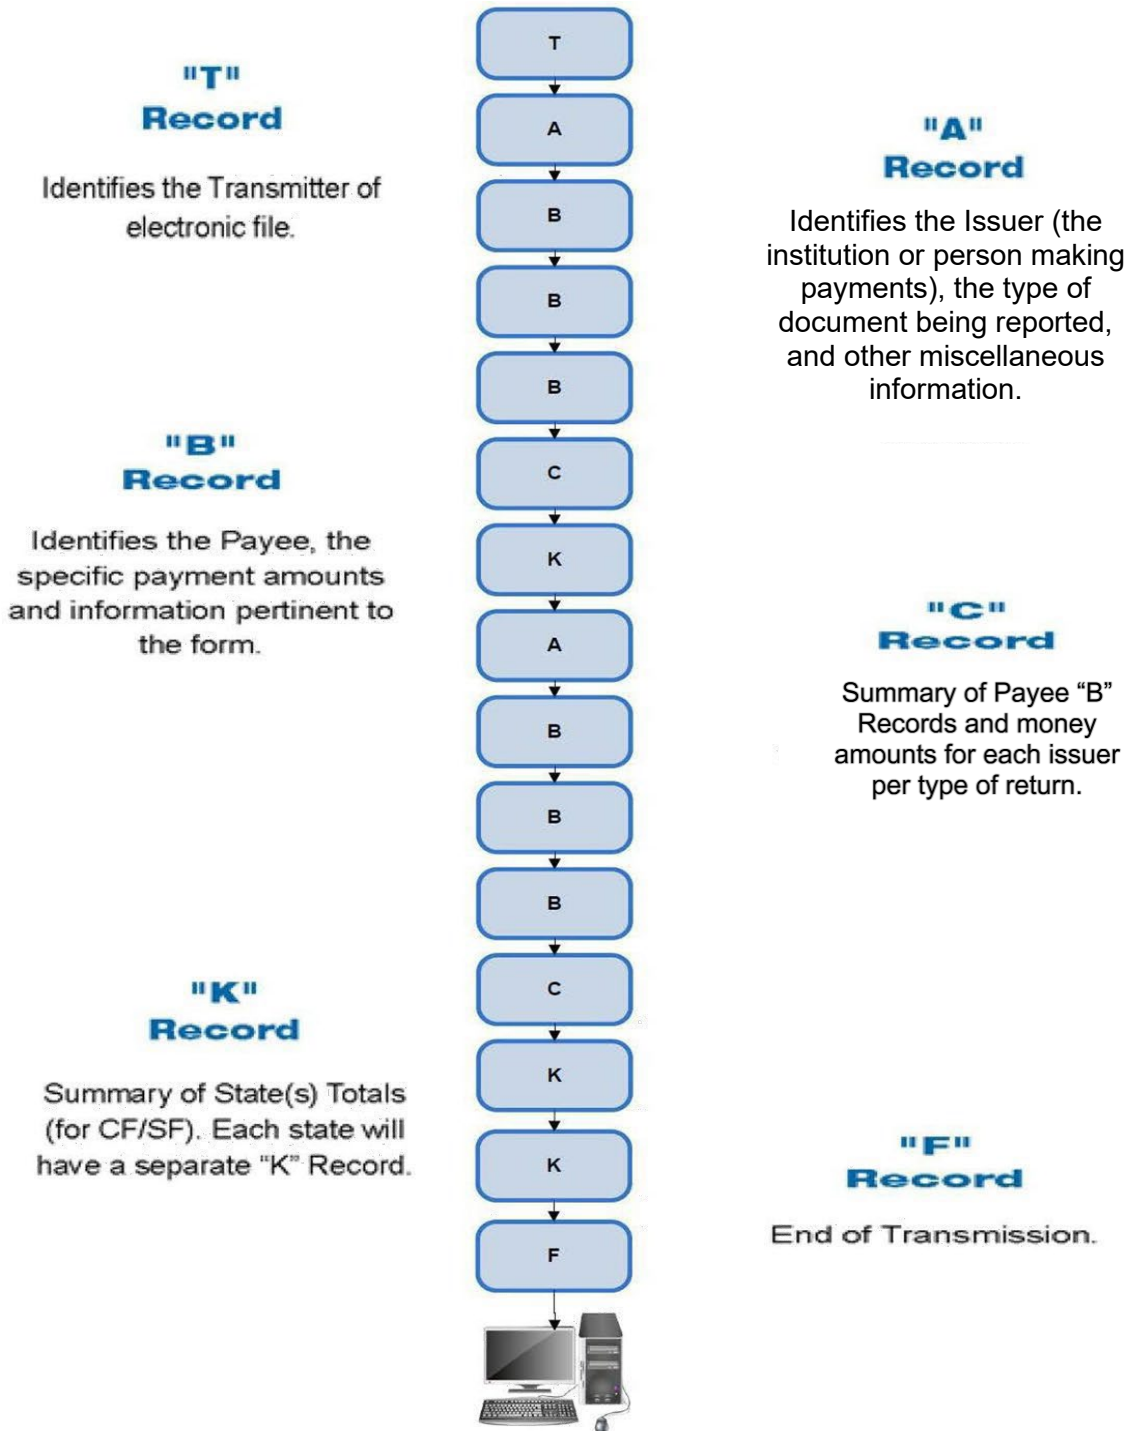 T
"T"
Record
Identifies the Transmitter of
electronic file.
A
"A"
Record
Identifies the Issuer (the
institution or person making
payments), the type of
document being reported,
and other miscellaneous
information.
B
B
B
"B"
Record
Identifies the Payee, the
specific payment amounts
and information pertinent to
the form.
C
K
A
"C"
Record
Summary of Payee “B”
Records and money
amounts for each issuer
per type of return.
B
B
B
C
"K"
Record
Summary of State(s) Totals
(for CF/SF). Each state will
have a separate “K” Record.
K
K
"F"
Record
End of Transmission.
F